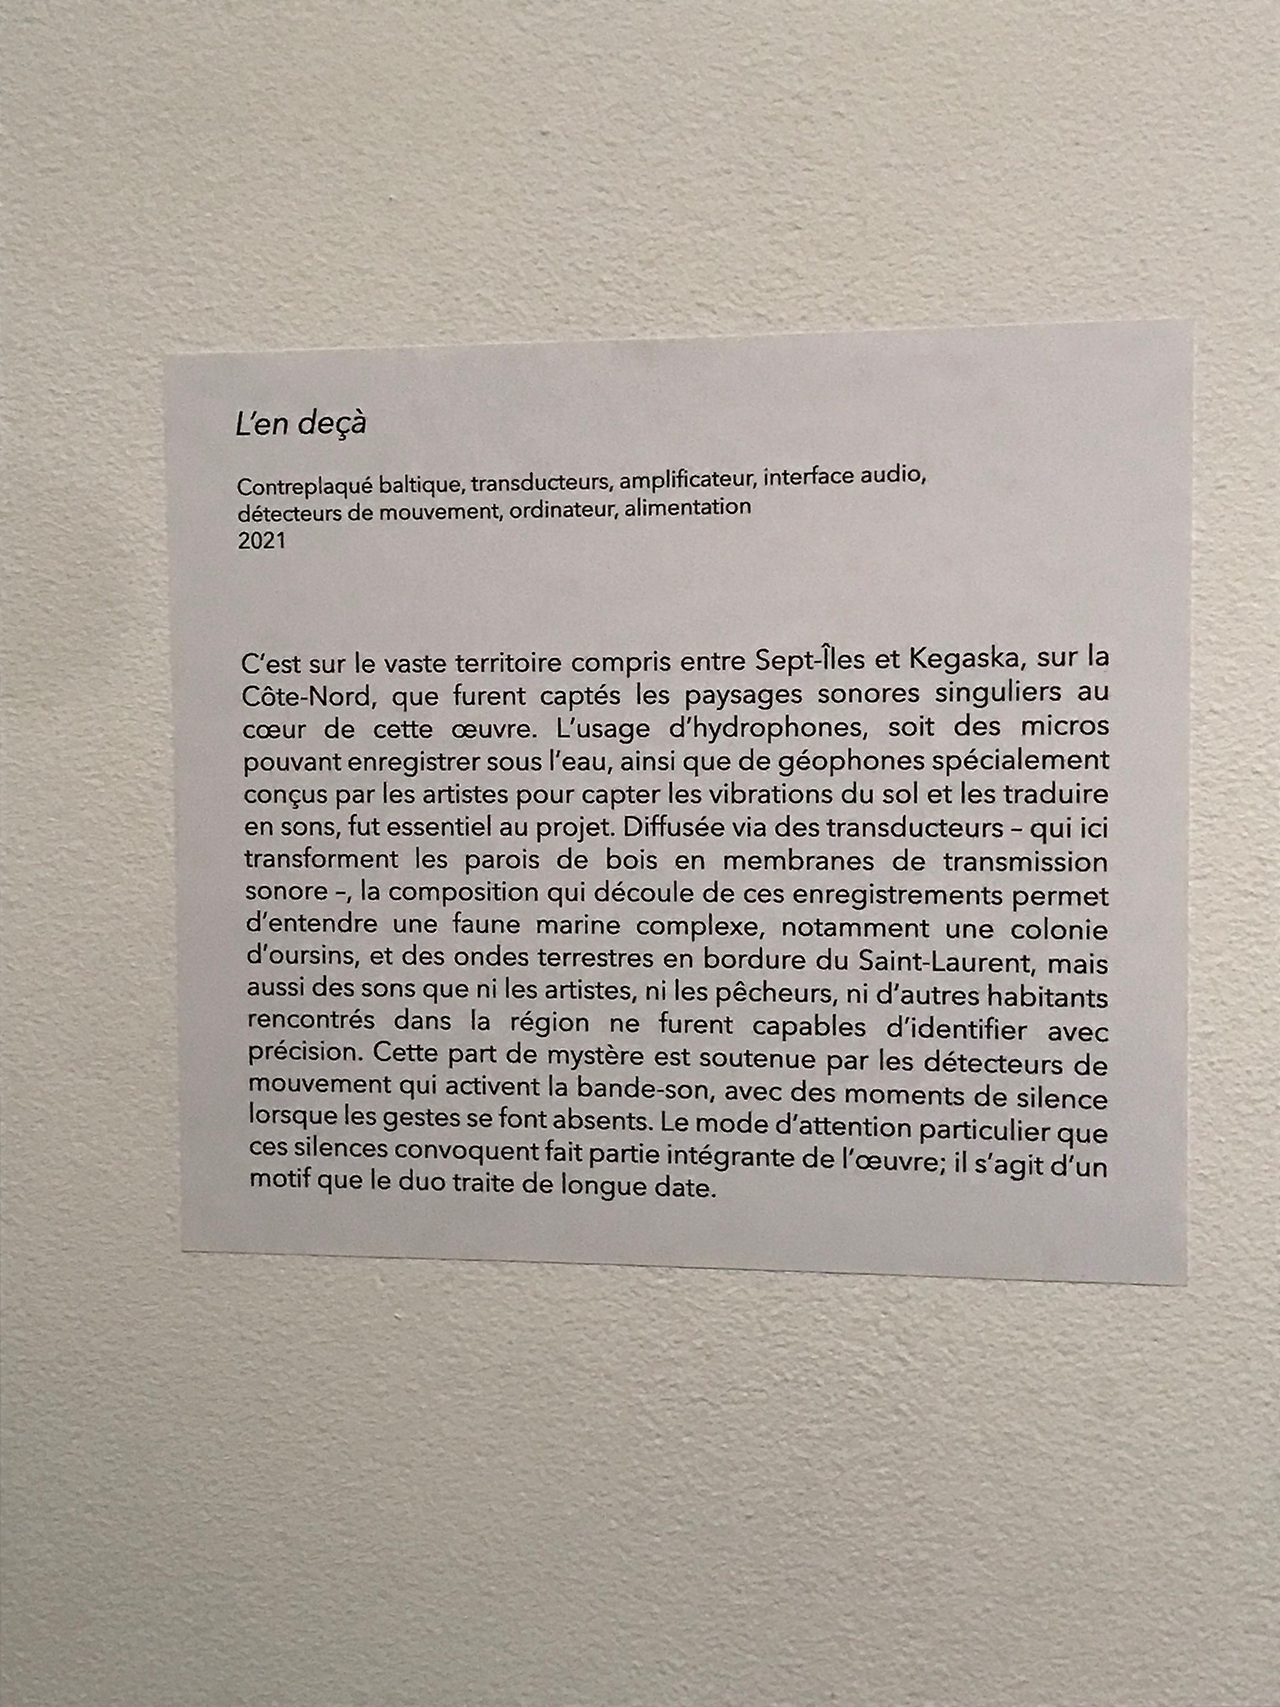 L'en deçà
Contreplaqué baltique, transducteurs, amplificateur, interface audio,
détecteurs de mouvement, ordinateur, alimentation
2021
C'est sur le vaste territoire compris entre Sept-Îles et Kegaska, sur la
Côte-Nord, que furent captés les paysages sonores singuliers au
cœur de cette œuvre. L'usage d'hydrophones, soit des micros
pouvant enregistrer sous l'eau, ainsi que de géophones spécialement
conçus par les artistes pour capter les vibrations du sol et les traduire
en sons, fut essentiel au projet. Diffusée via des transducteurs – qui ici
transforment les parois de bois en membranes de transmission
sonore –, la composition qui découle de ces enregistrements permet
d'entendre une faune marine complexe, notamment une colonie
d'oursins, et des ondes terrestres en bordure du Saint-Laurent, mais
aussi des sons que ni les artistes, ni les pêcheurs, ni d'autres habitants
rencontrés dans la région ne furent capables d'identifier avec
précision. Cette part de mystère est soutenue par les détecteurs de
mouvement qui activent la bande-son, avec des moments de silence
lorsque les gestes se font absents. Le mode d'attention particulier que
ces silences convoquent fait partie intégrante de l'œuvre; il s'agit d'un
motif que le duo traite de longue date.